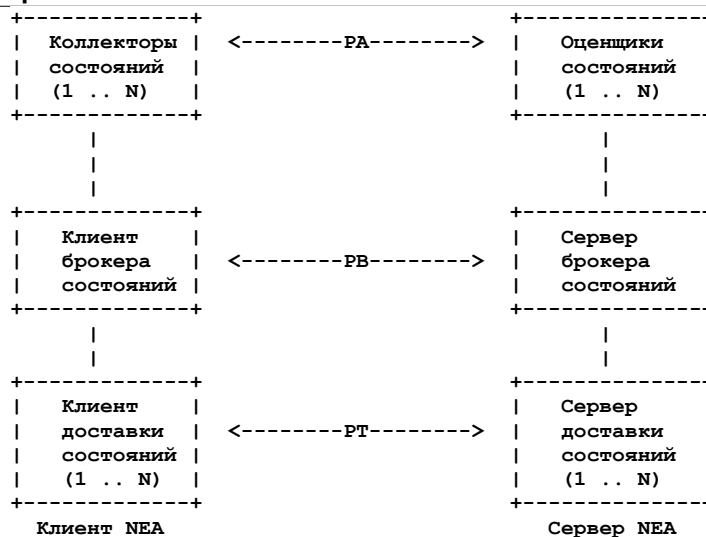 +-------------+ +--------------
| Коллекторы | <--------PA--------> | Оценщики
| состояний | | состояний
| (1 .. N) | | (1 .. N)
+-------------+ +--------------
| |
| |
| |
+-------------+ +--------------
| Клиент | | Сервер
| брокера | <--------PB--------> | брокера
| состояний | | состояний
+-------------+ +--------------
| |
| |
+-------------+ +--------------
| Клиент | | Сервер
| доставки | <--------PT--------> | доставки
| состояний | | состояний
| (1 .. N) | | (1 .. N)
+-------------+ +--------------
Клиент NEA Сервер NEA